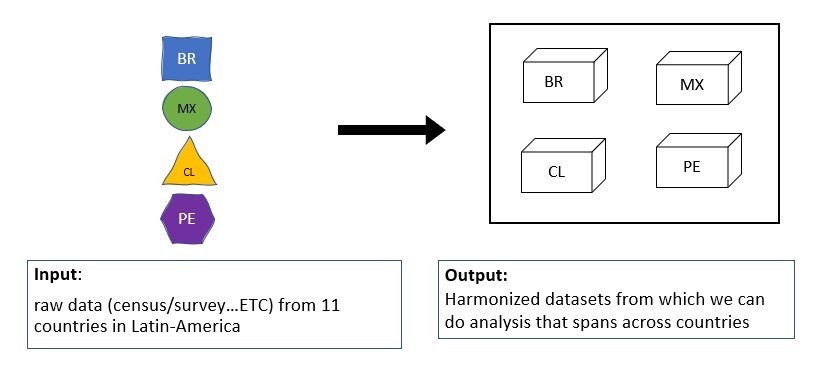 BR
MX
CL
PE
BR
MX
CL
PE
Input:
raw data (census/survey...ETC) from 11
countries in Latin-America
Output:
Harmonized datasets from which we can
do analysis that spans across countries